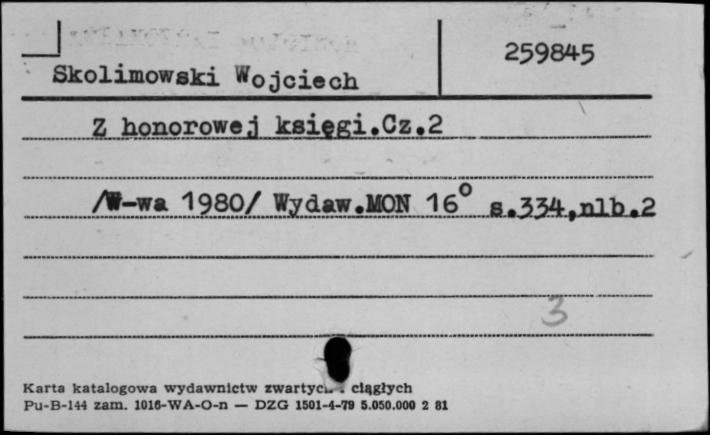 259845
Skolimowski Wojciech
Z honorowej księgi.Cz.2
/W-wa 1980/ Wydaw.MON 16° s.334,nlb.2
3
Karta katalogowa wydawnictw zwartych i ciągłych
Pu-B-144 zam. 1016-WA-O-n — DZG 1501-4-79 5.050.000 2 81